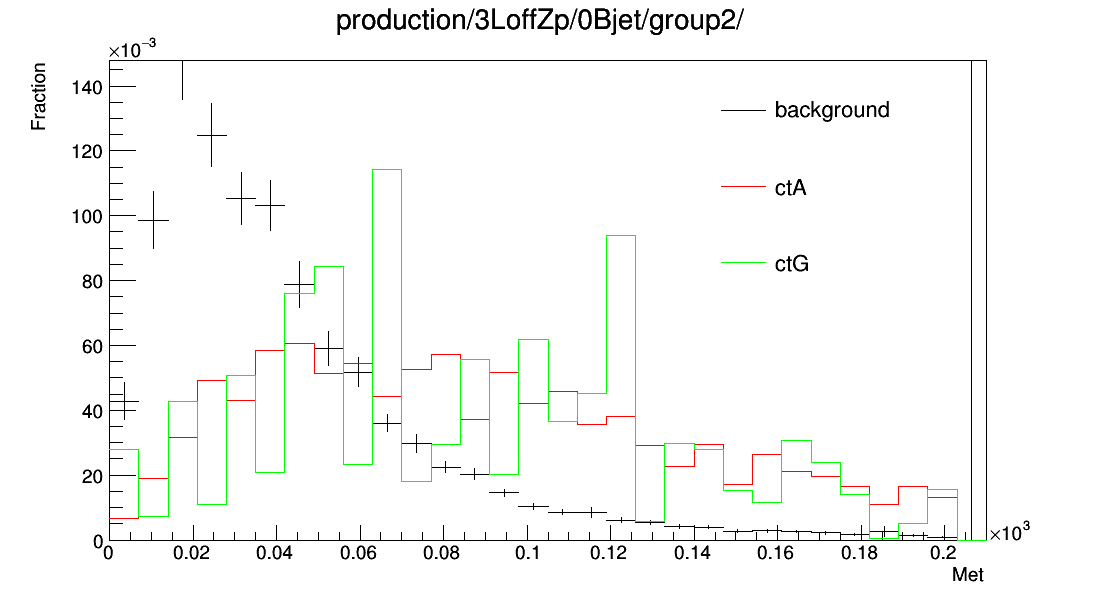 production/3LoffZp/0Bjet/group2/
×10⁻³
Fraction
140
120
100
80
60
40
20
0
background
ctA
ctG
0 0.02 0.04 0.06 0.08 0.1 0.12 0.14 0.16 0.18 0.2
×10³
Met